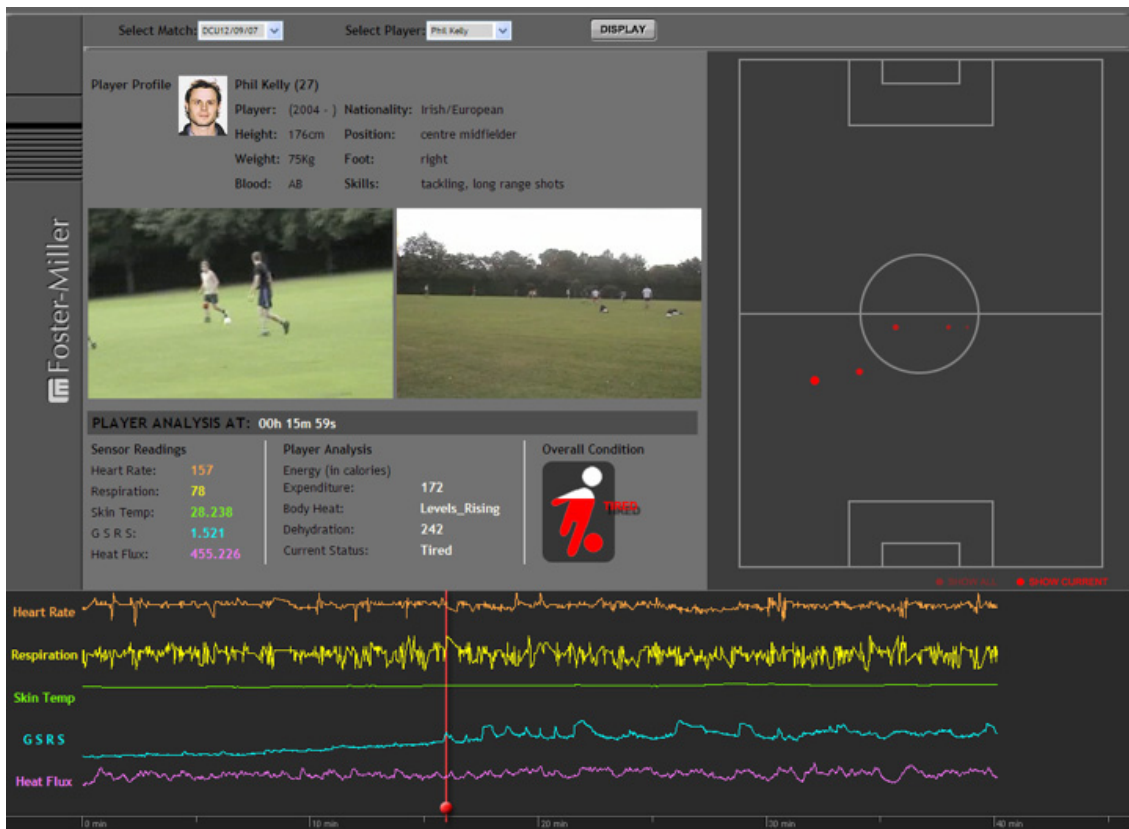 Select Match: DCU12/09/07 Select Player: Phil Kelly DISPLAY
Player Profile Phil Kelly (27)
Player: (2004 - ) Nationality: Irish/European
Height: 176cm Position: centre midfielder
Weight: 75Kg Foot: right
Blood: AB Skills: tackling, long range shots
Foster-Miller
PLAYER ANALYSIS AT: 00h 15m 59s
Sensor Readings
Heart Rate: 157
Respiration: 78
Skin Temp: 28.238
G S R S: 1.521
Heat Flux: 455.226
Player Analysis
Energy (in calories)
Expenditure: 172
Body Heat: Levels_Rising
Dehydration: 242
Current Status: Tired
Overall Condition
TIRED
SHOW ALL SHOW CURRENT
Heart Rate
Respiration
Skin Temp
G S R S
Heat Flux
0 min 10 min 20 min 30 min 40 min